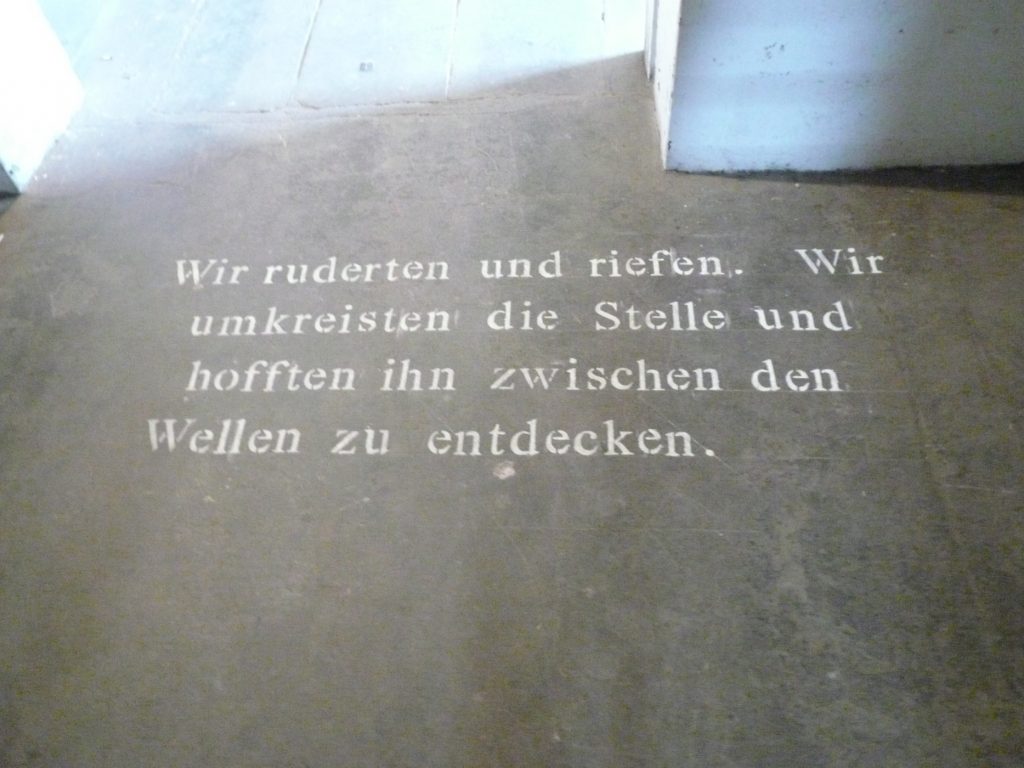 Wir ruderten und riefen. Wir
umkreisten die Stelle und
hofften ihn zwischen den
Wellen zu entdecken.